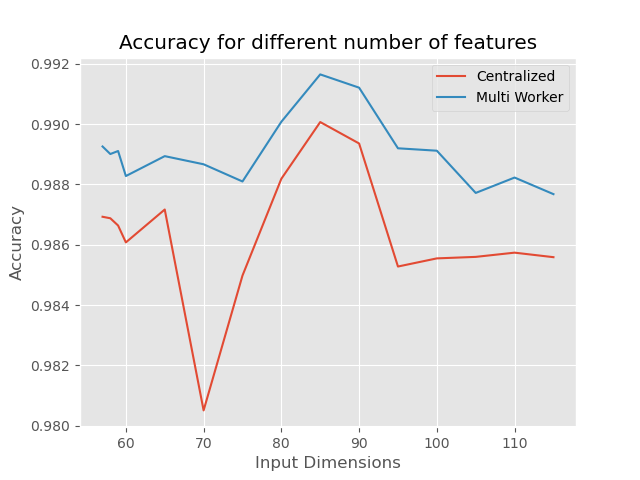 Accuracy for different number of features
Centralized
Multi Worker
0.992
0.990
0.988
0.986
0.984
0.982
0.980
Accuracy
60 70 80 90 100 110
Input Dimensions